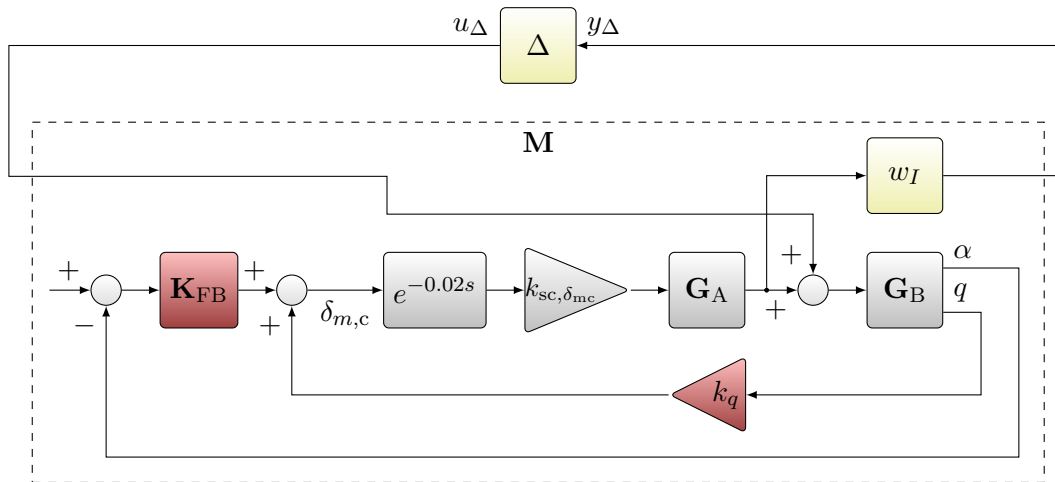 u_Δ
Δ
y_Δ
M
w_I
+
K_FB
+
e^{-0.02s}
k_{sc,δ_mc}
G_A
+
G_B
α
q
−
+
δ_{m,c}
+
k_q